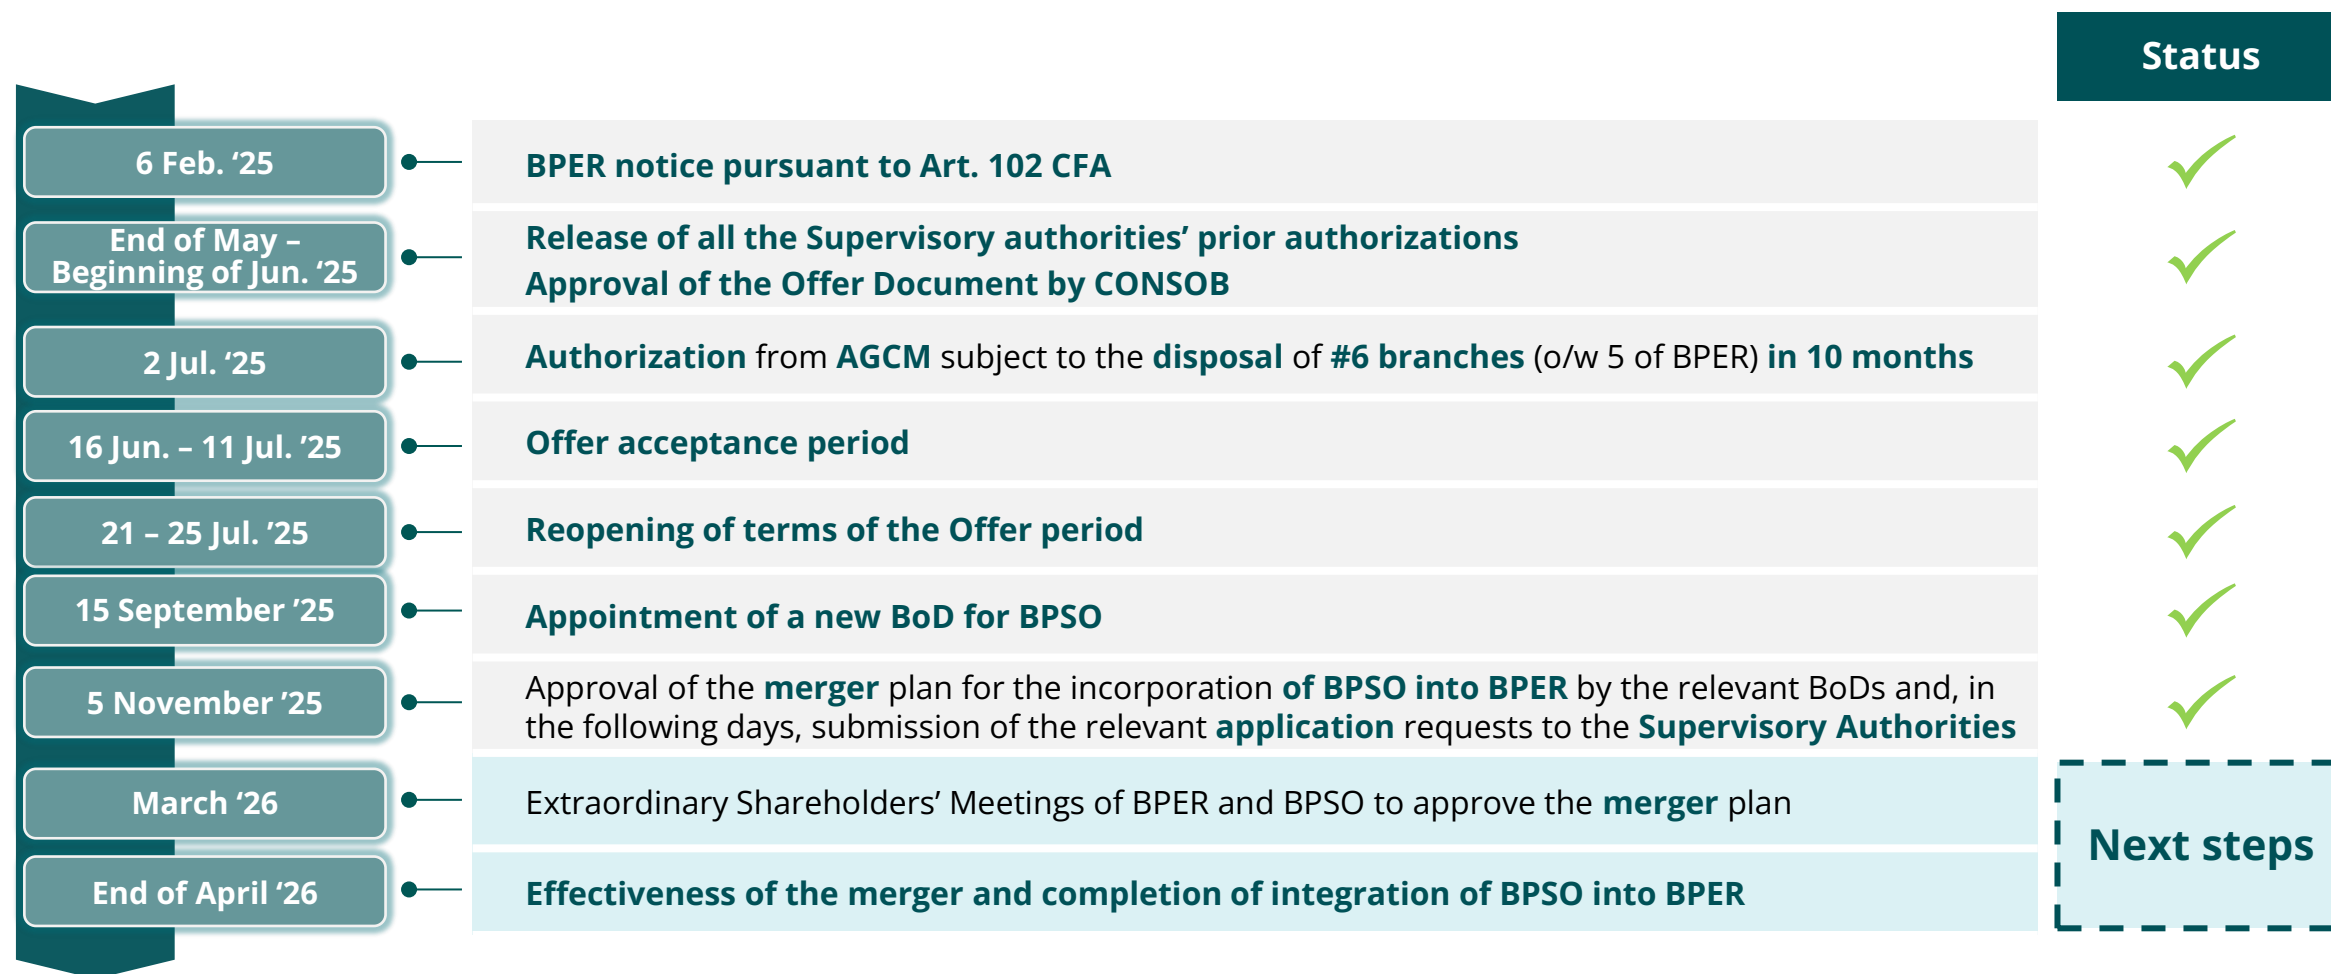 Status
6 Feb. ‘25
BPER notice pursuant to Art. 102 CFA
End of May –
Beginning of Jun. ‘25
Release of all the Supervisory authorities’ prior authorizations
Approval of the Offer Document by CONSOB
2 Jul. ‘25
Authorization from AGCM subject to the disposal of #6 branches (o/w 5 of BPER) in 10 months
16 Jun. – 11 Jul. ’25
Offer acceptance period
21 – 25 Jul. ’25
Reopening of terms of the Offer period
15 September ’25
Appointment of a new BoD for BPSO
5 November ’25
Approval of the merger plan for the incorporation of BPSO into BPER by the relevant BoDs and, in
the following days, submission of the relevant application requests to the Supervisory Authorities
March ‘26
Extraordinary Shareholders’ Meetings of BPER and BPSO to approve the merger plan
Next steps
End of April ‘26
Effectiveness of the merger and completion of integration of BPSO into BPER